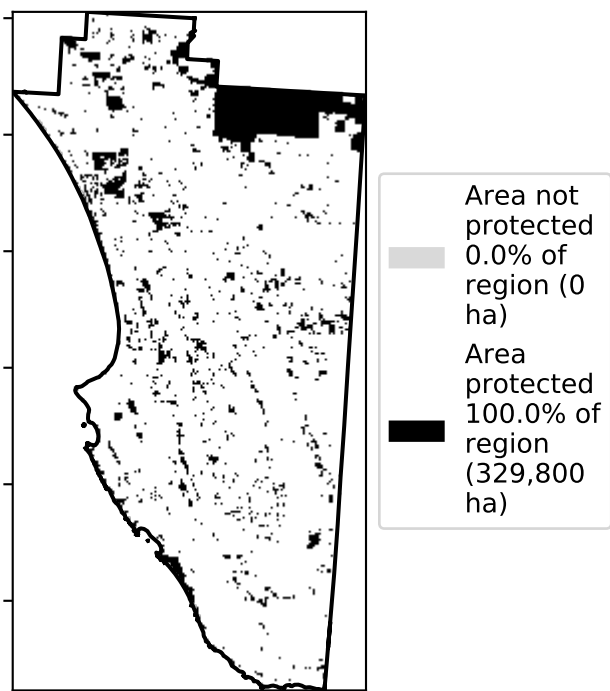 Area not
protected
0.0% of
region (0
ha)
Area
protected
100.0% of
region
(329,800
ha)